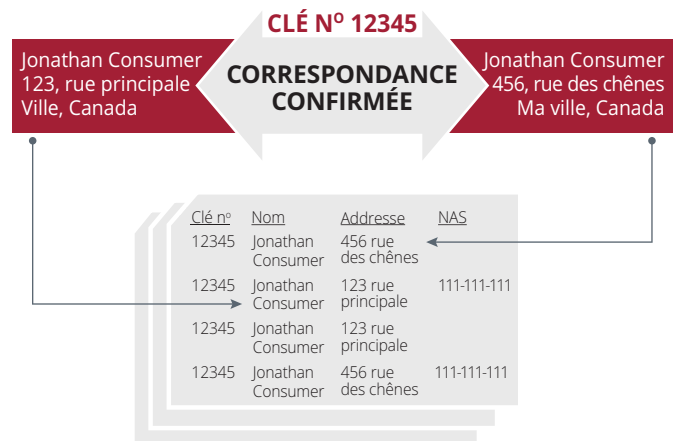 CLÉ Nº 12345
Jonathan Consumer
123, rue principale
Ville, Canada
CORRESPONDANCE
CONFIRMÉE
Jonathan Consumer
456, rue des chênes
Ma ville, Canada
Clé nº Nom Addresse NAS
12345 Jonathan 456 rue
Consumer des chênes
12345 Jonathan 123 rue 111-111-111
Consumer principale
12345 Jonathan 123 rue
Consumer principale
12345 Jonathan 456 rue 111-111-111
Consumer des chênes